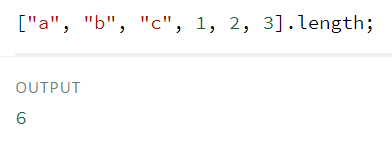 ["a", "b", "c", 1, 2, 3].length;
OUTPUT
6